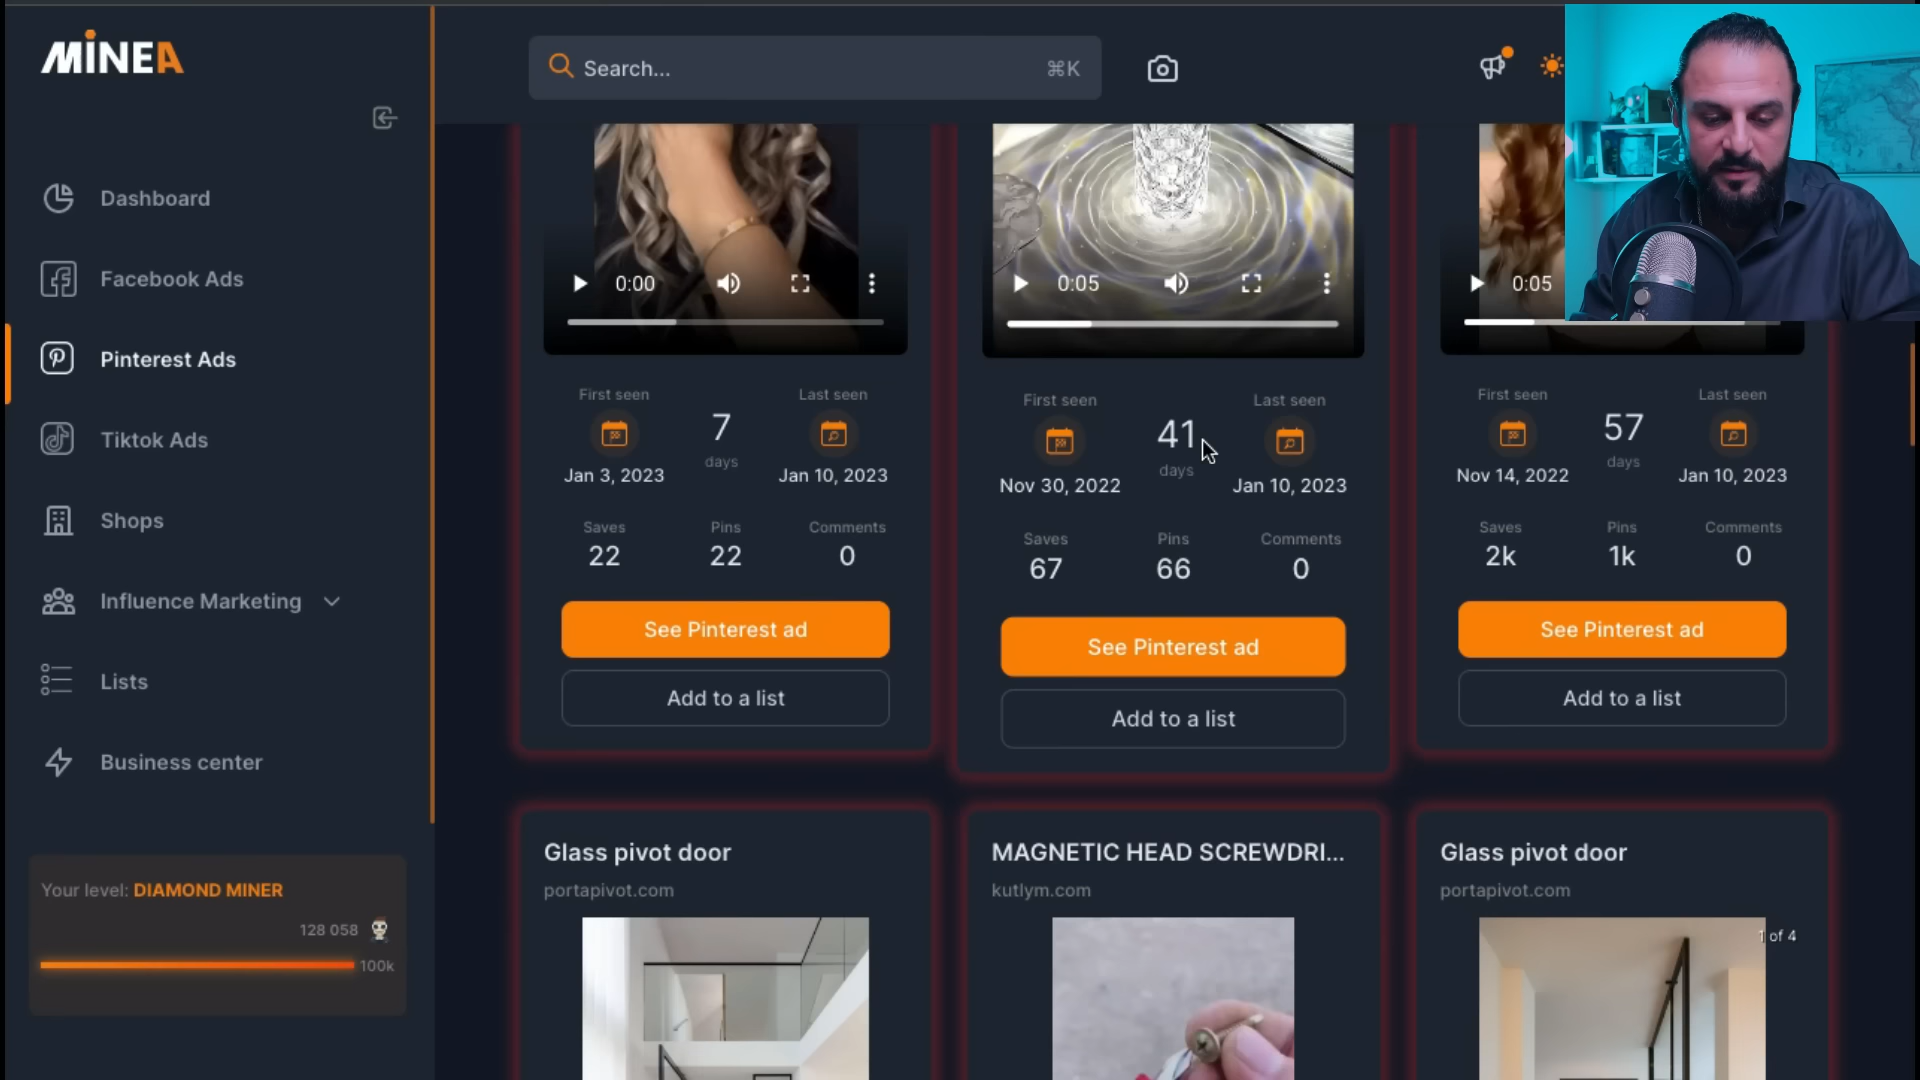 MINEA
Search...
⌘K
Dashboard
Facebook Ads
Pinterest Ads
Tiktok Ads
Shops
Influence Marketing
Lists
Business center
Your level: DIAMOND MINER
128 058
100k
0:00
First seen
7
days
Last seen
Jan 3, 2023
Jan 10, 2023
Saves
Pins
Comments
22
22
0
See Pinterest ad
Add to a list
0:05
First seen
41
days
Last seen
Nov 30, 2022
Jan 10, 2023
Saves
Pins
Comments
67
66
0
See Pinterest ad
Add to a list
0:05
First seen
57
days
Last seen
Nov 14, 2022
Jan 10, 2023
Saves
Pins
Comments
2k
1k
0
See Pinterest ad
Add to a list
Glass pivot door
portapivot.com
MAGNETIC HEAD SCREWDRI...
kutlym.com
Glass pivot door
portapivot.com
1 of 4